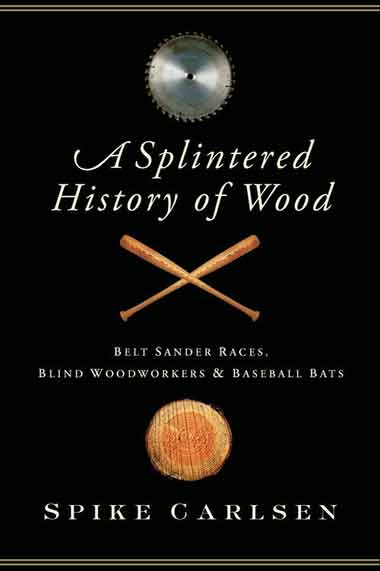 A Splintered
History of Wood
Belt Sander Races,
Blind Woodworkers & Baseball Bats
Spike Carlsen